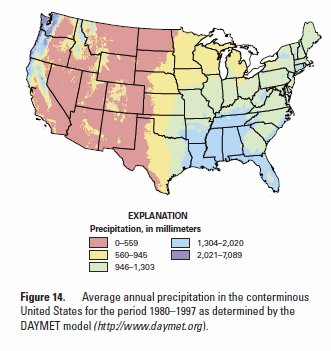 EXPLANATION
Precipitation, in millimeters
0–559
560–945
946–1,303
1,304–2,020
2,021–7,089
Figure 14. Average annual precipitation in the conterminous
United States for the period 1980–1997 as determined by the
DAYMET model (http://www.daymet.org).